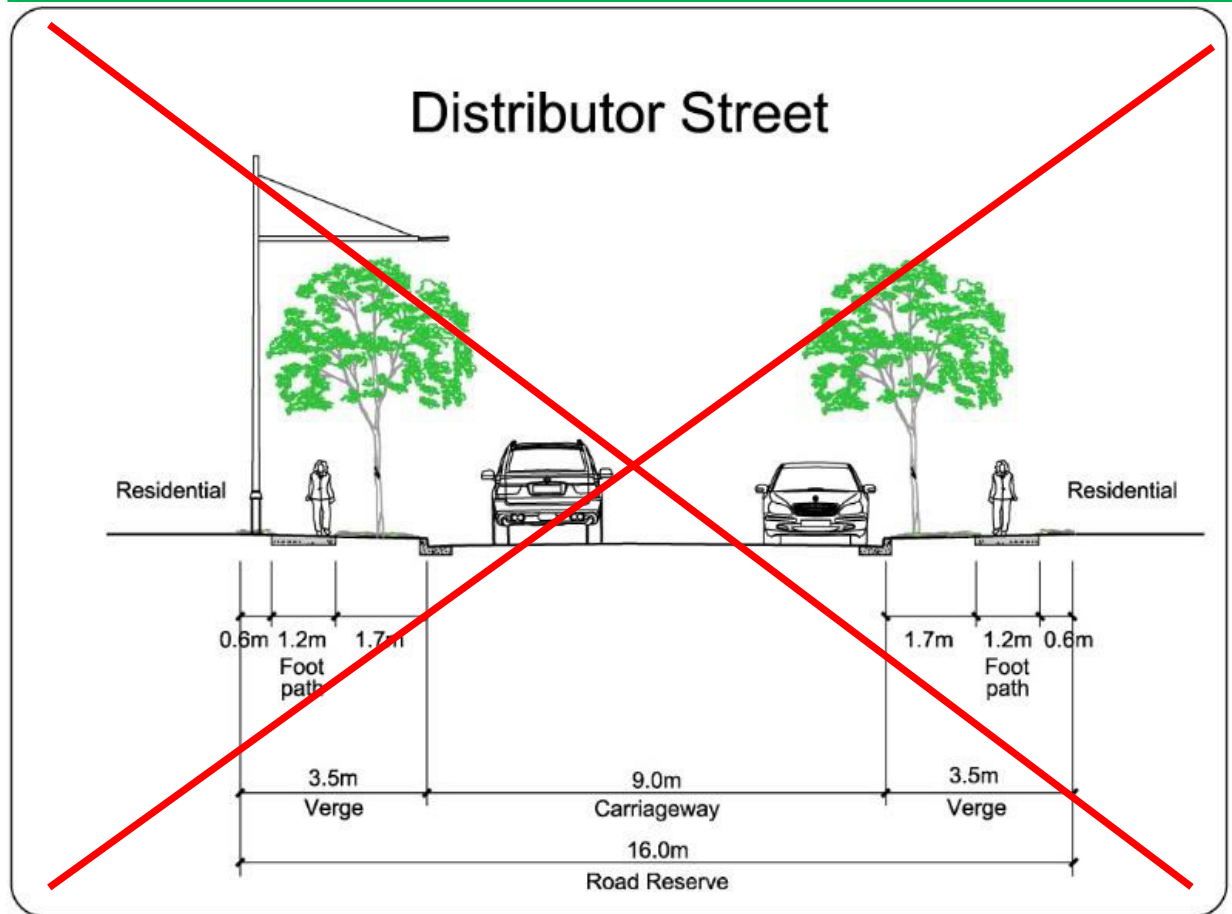 Distributor Street
Residential
Residential
0.6m 1.2m 1.7m
Foot
path
1.7m 1.2m 0.6m
Foot
path
3.5m
Verge
9.0m
Carriageway
3.5m
Verge
16.0m
Road Reserve